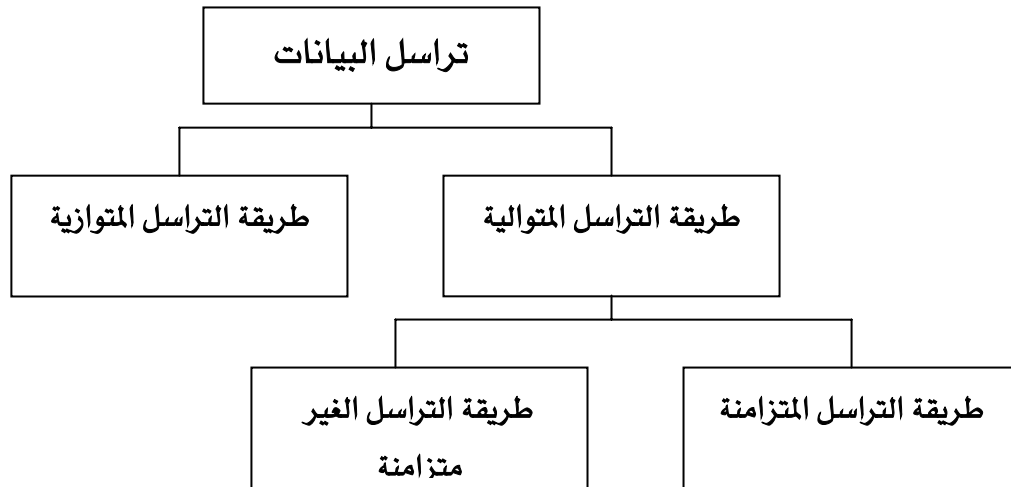 تراسل البيانات
طريقة التراسل المتوالية
طريقة التراسل المتوازية
طريقة التراسل المتزامنة
طريقة التراسل الغير
متزامنة